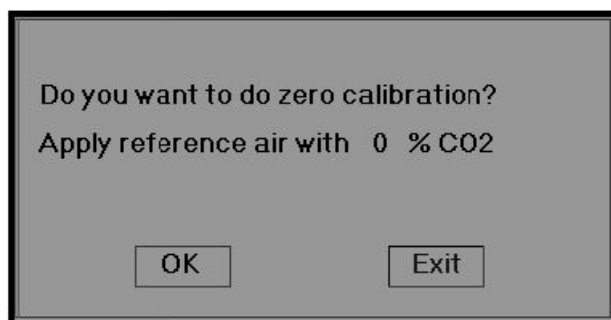 Do you want to do zero calibration?
Apply reference air with 0 % CO2
OK Exit